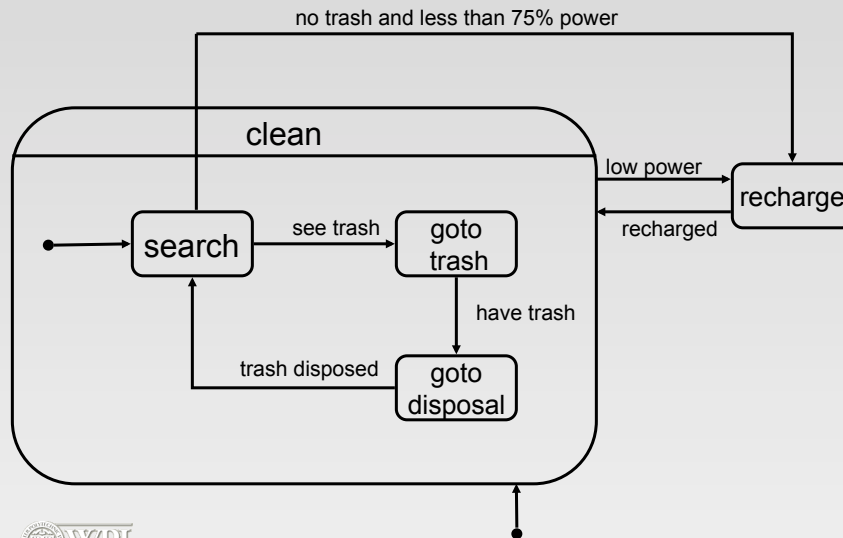 no trash and less than 75% power
clean
low power
recharge
search
see trash
goto
trash
recharged
have trash
trash disposed
goto
disposal
WPI